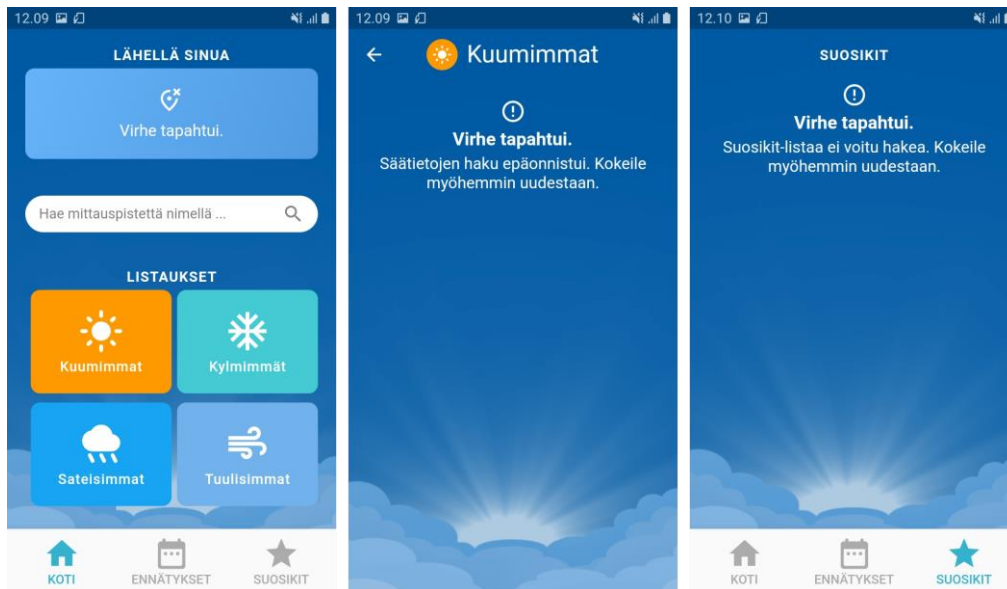 12.09
LÄHELLÄ SINUA
Virhe tapahtui.
Hae mittauspistettä nimellä ...
LISTAUKSET
Kuumimmat
Kylmimmät
Sateisimmat
Tuulisimmat
KOTI
ENNÄTYKSET
SUOSIKIT
12.09
Kuumimmat
Virhe tapahtui.
Säätietojen haku epäonnistui. Kokeile
myöhemmin uudestaan.
12.10
SUOSIKIT
Virhe tapahtui.
Suosikit-listaa ei voitu hakea. Kokeile
myöhemmin uudestaan.
KOTI
ENNÄTYKSET
SUOSIKIT